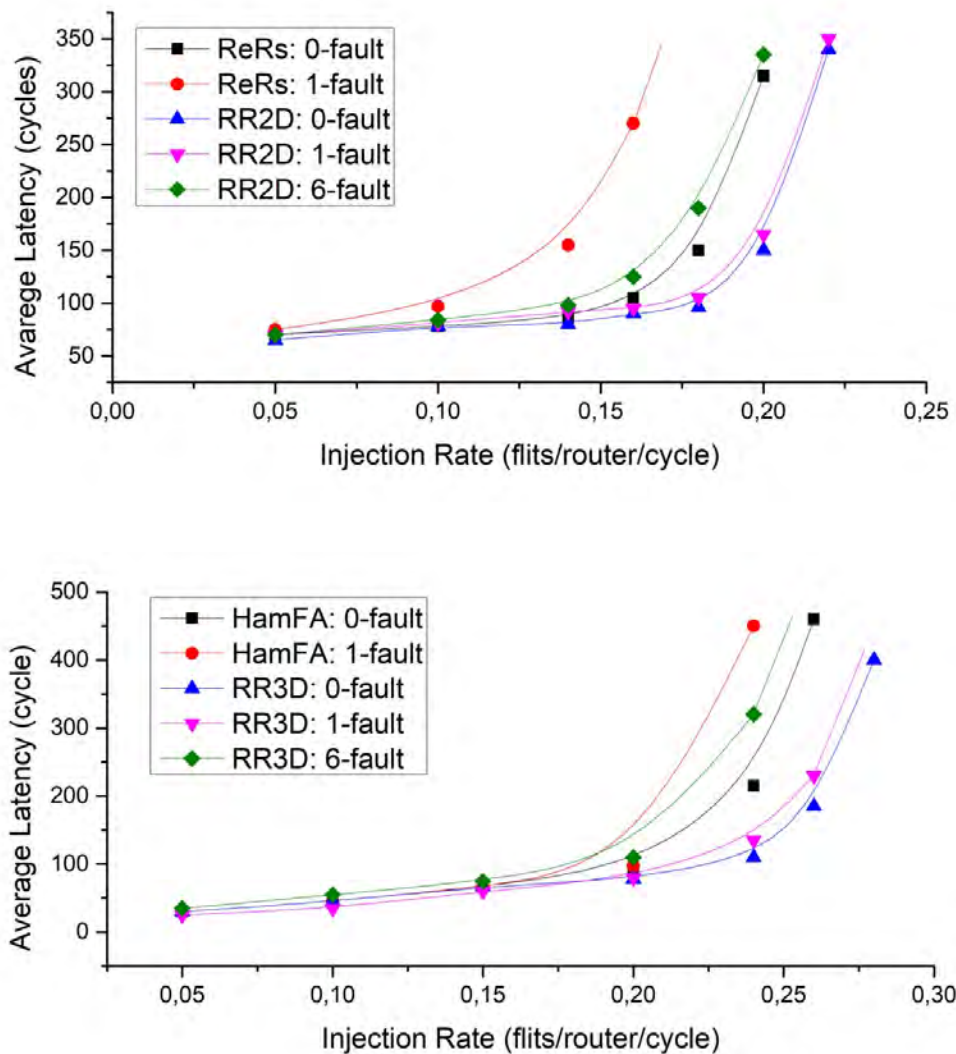 350
300
250
200
150
100
50
Avarege Latency (cycles)
ReRs: 0-fault
ReRs: 1-fault
RR2D: 0-fault
RR2D: 1-fault
RR2D: 6-fault
0,00 0,05 0,10 0,15 0,20 0,25
Injection Rate (flits/router/cycle)
500
400
300
200
100
0
Average Latency (cycle)
HamFA: 0-fault
HamFA: 1-fault
RR3D: 0-fault
RR3D: 1-fault
RR3D: 6-fault
0,05 0,10 0,15 0,20 0,25 0,30
Injection Rate (flits/router/cycle)